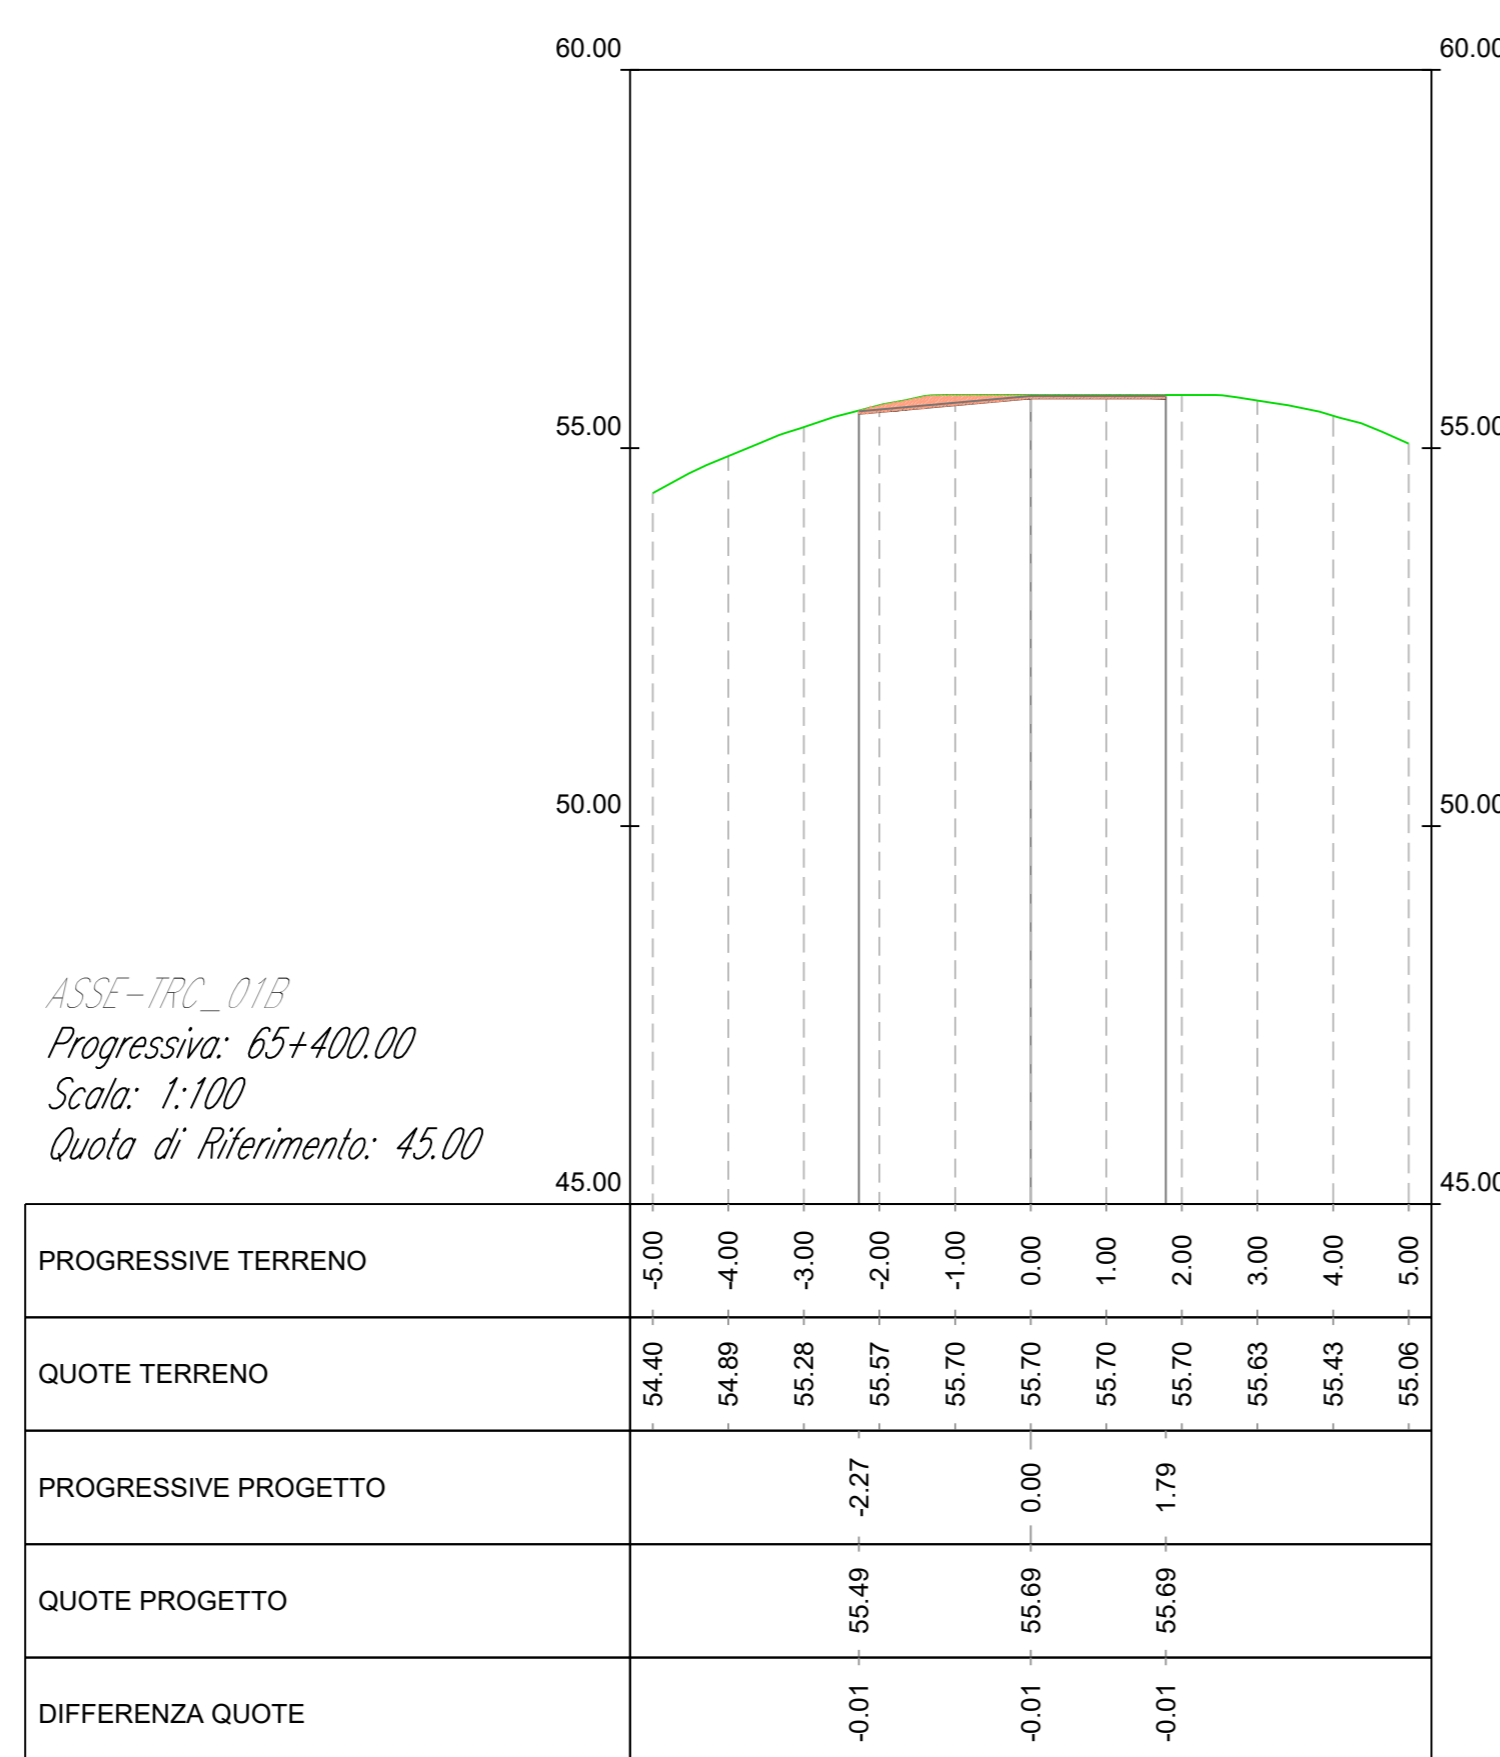 60.00 60.00
55.00 55.00
50.00 50.00
ASSE-TRC_01B
Progressiva: 65+400.00
Scala: 1:100
Quota di Riferimento: 45.00
45.00 45.00
PROGRESSIVE TERRENO -5.00 -4.00 -3.00 -2.00 -1.00 0.00 1.00 2.00 3.00 4.00 5.00
QUOTE TERRENO 54.40 54.89 55.28 55.57 55.70 55.70 55.70 55.70 55.63 55.43 55.06
PROGRESSIVE PROGETTO -2.27 0.00 1.79
QUOTE PROGETTO 55.49 55.69 55.69
DIFFERENZA QUOTE -0.01 -0.01 -0.01